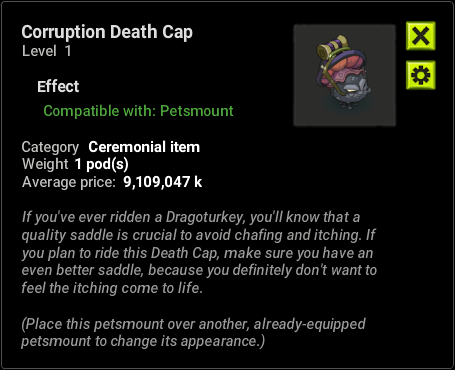 Corruption Death Cap
Level 1
Effect
Compatible with: Petsmount
Category Ceremonial item
Weight 1 pod(s)
Average price: 9,109,047 k
If you've ever ridden a Dragoturkey, you'll know that a
quality saddle is crucial to avoid chafing and itching. If
you plan to ride this Death Cap, make sure you have an
even better saddle, because you definitely don't want to
feel the itching come to life.
(Place this petsmount over another, already-equipped
petsmount to change its appearance.)